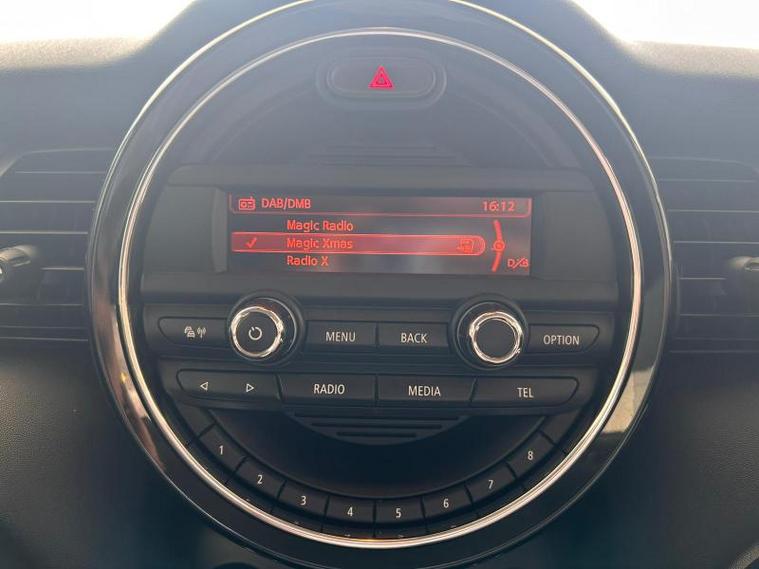 DAB/DMB 16:12
Magic Radio
Magic Xmas
Radio X
MENU BACK OPTION
RADIO MEDIA TEL
1 2 3 4 5 6 7 8